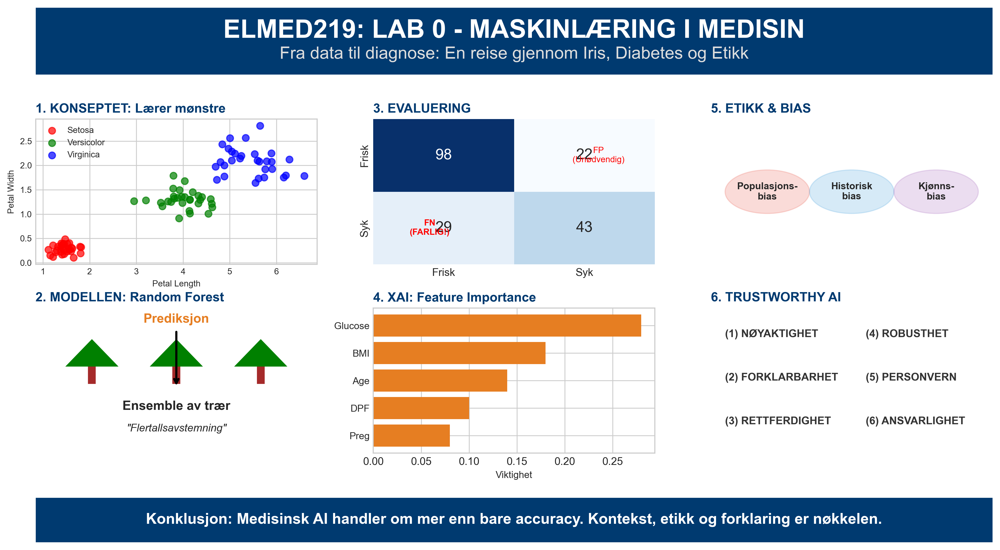 ELMED219: LAB 0 - MASKINLÆRING I MEDISIN
Fra data til diagnose: En reise gjennom Iris, Diabetes og Etikk
1. KONSEPTET: Lærer mønstre
Setosa
Versicolor
Virginica
2.5
2.0
1.5
1.0
0.5
0.0
Petal Width
1 2 3 4 5 6
Petal Length
2. MODELLEN: Random Forest
Prediksjon
Ensemble av trær
"Flertallsavstemning"
3. EVALUERING
Frisk
98
22
FP
(Unødvendig)
Syk
FN
(FARLIG!)
29
43
Frisk Syk
4. XAI: Feature Importance
Glucose
BMI
Age
DPF
Preg
0.00 0.05 0.10 0.15 0.20 0.25
Viktighet
5. ETIKK & BIAS
Populasjons-
bias
Historisk
bias
Kjønns-
bias
6. TRUSTWORTHY AI
(1) NØYAKTIGHET
(4) ROBUSTHET
(2) FORKLARBARHET
(5) PERSONVERN
(3) RETTFERDIGHET
(6) ANSVARLIGHET
Konklusjon: Medisinsk AI handler om mer enn bare accuracy. Kontekst, etikk og forklaring er nøkkelen.